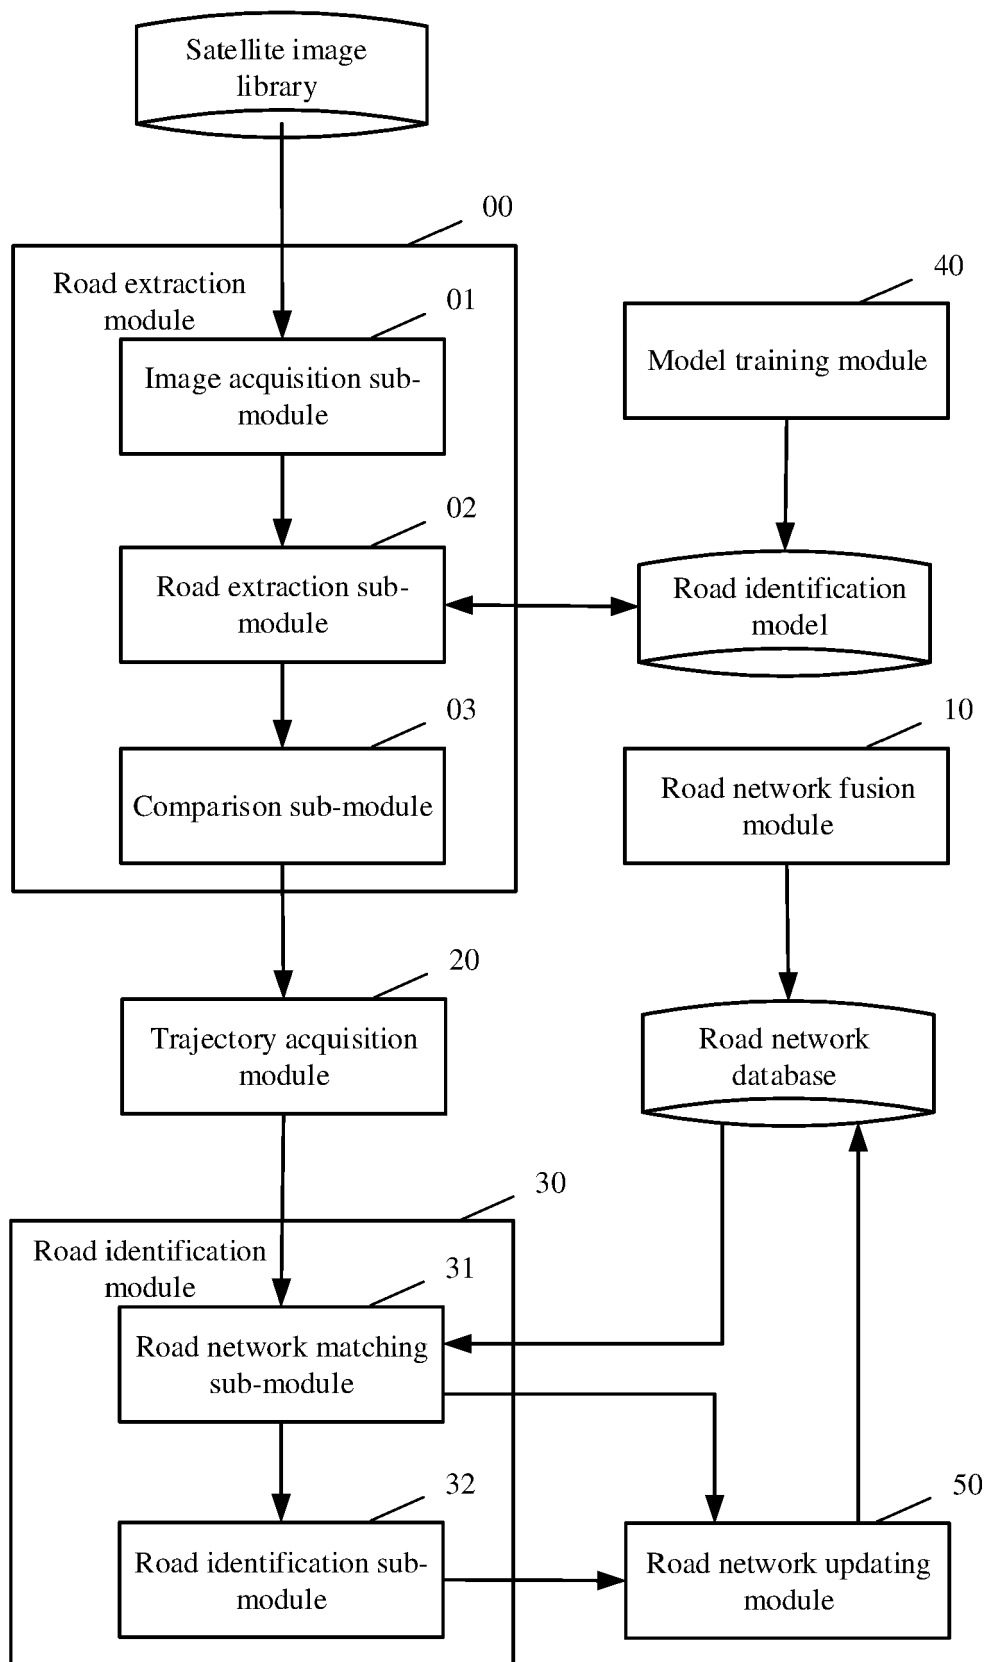 Satellite image
library
00
Road extraction
module
01
Image acquisition sub-
module
40
Model training module
02
Road extraction sub-
module
Road identification
model
03
Comparison sub-module
10
Road network fusion
module
20
Trajectory acquisition
module
Road network
database
30
Road identification
module
31
Road network matching
sub-module
32
Road identification sub-
module
50
Road network updating
module